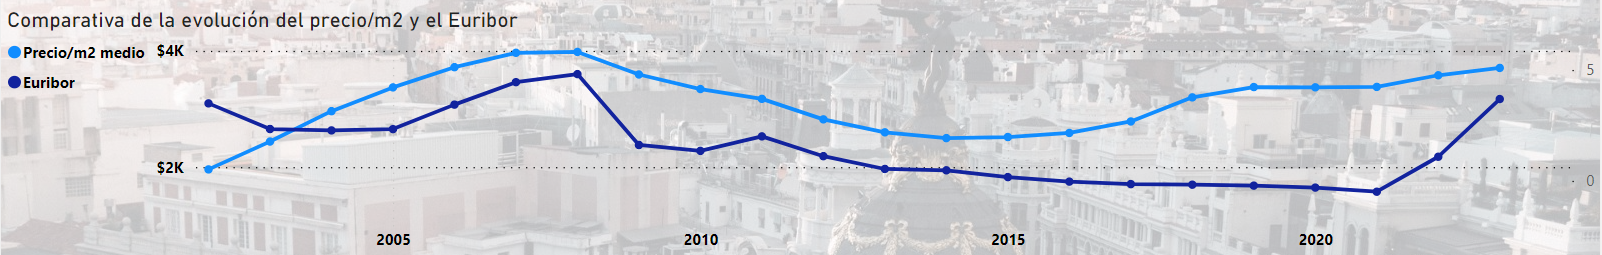 Comparativa de la evolución del precio/m2 y el Euribor
Precio/m2 medio
Euribor
$4K
$2K
5
0
2005 2010 2015 2020